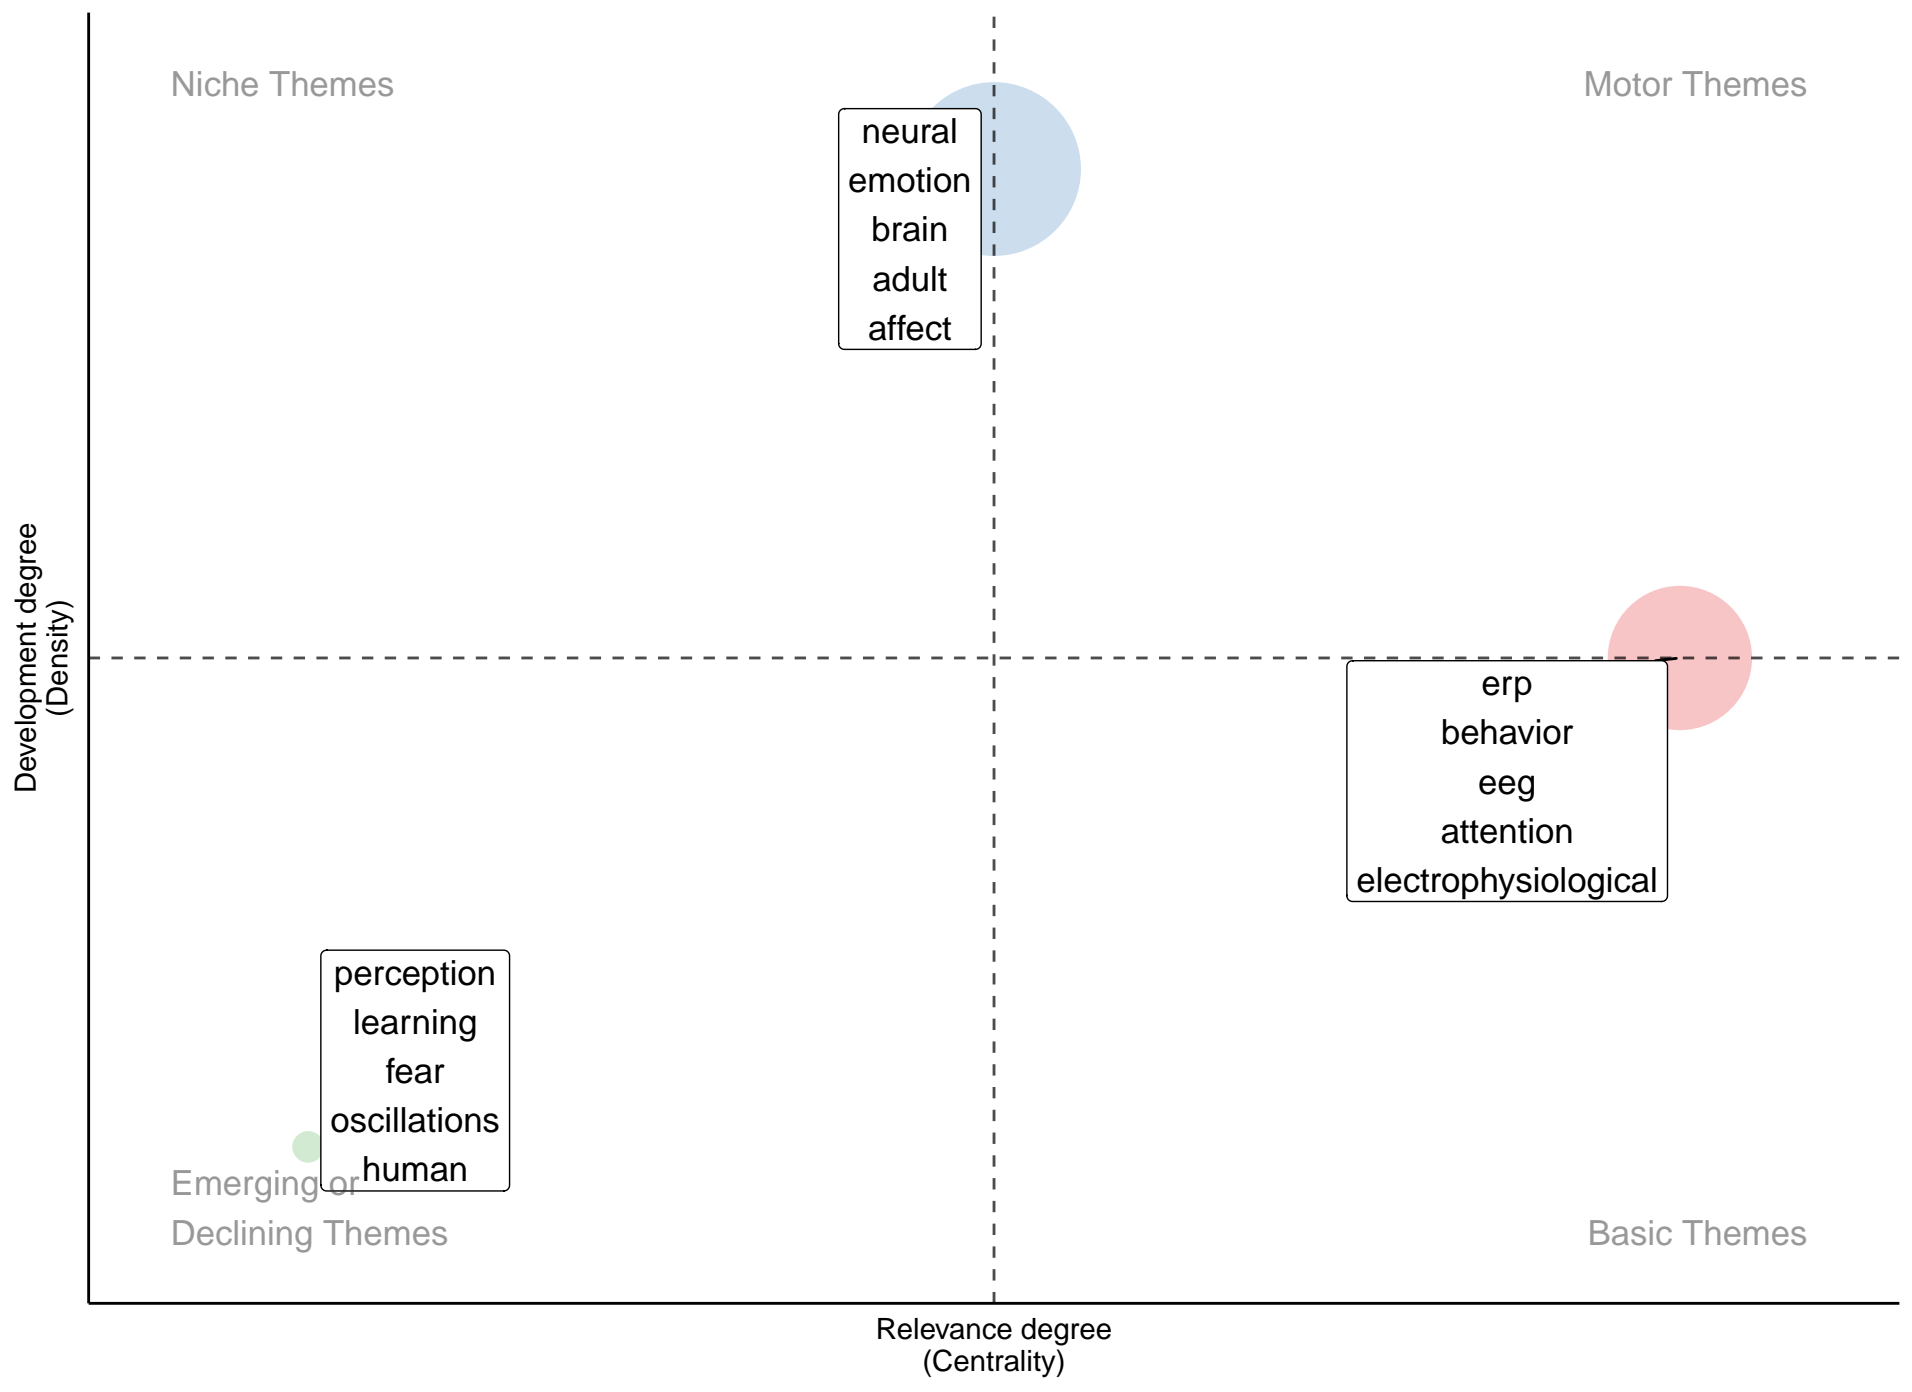 Niche Themes
Motor Themes
neural
emotion
brain
adult
affect
Development degree
(Density)
erp
behavior
eeg
attention
electrophysiological
perception
learning
fear
oscillations
human
Emerging or
Declining Themes
Basic Themes
Relevance degree
(Centrality)